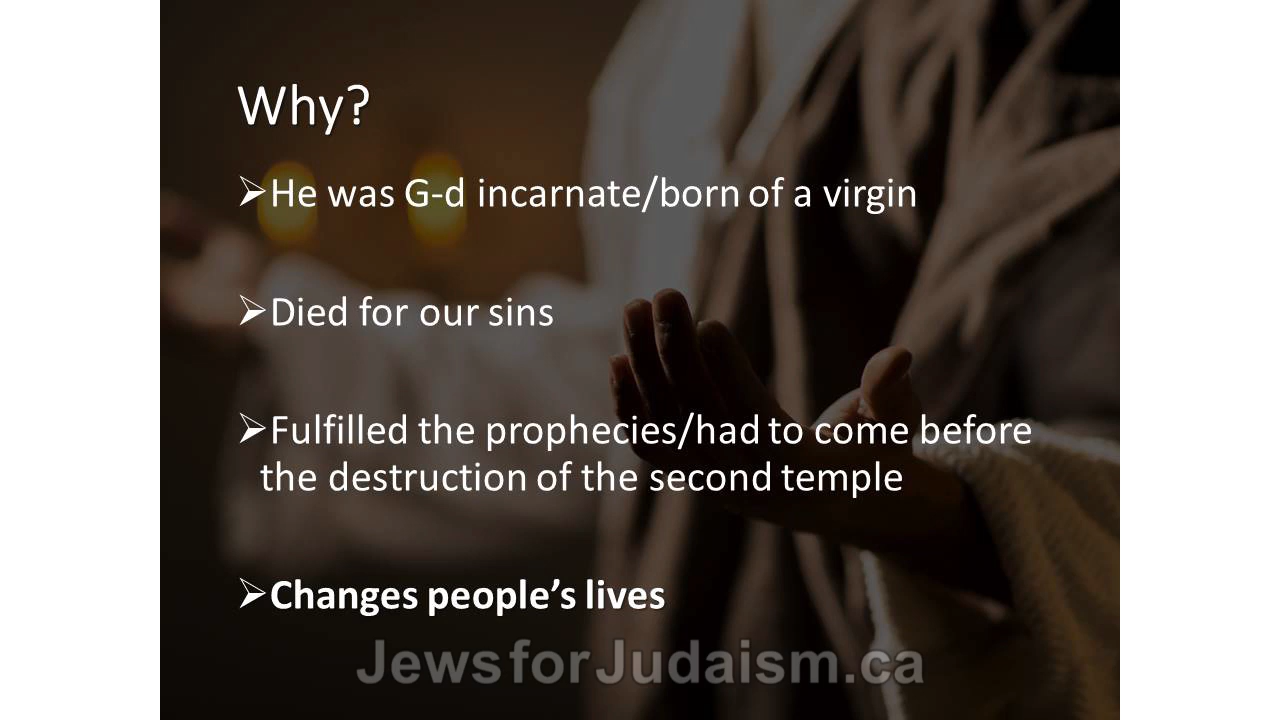 Why?
➢He was G-d incarnate/born of a virgin
➢Died for our sins
➢Fulfilled the prophecies/had to come before
the destruction of the second temple
➢Changes people’s lives
JewsforJudaism.ca